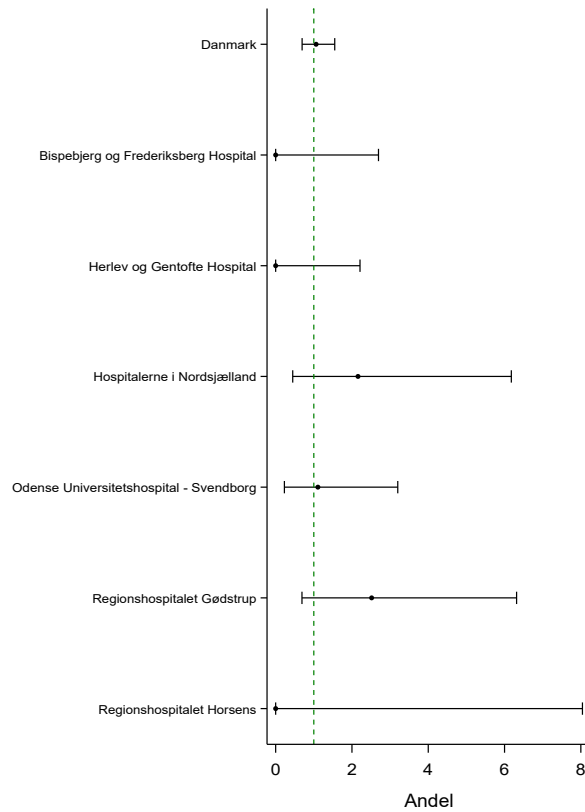 Danmark
Bispebjerg og Frederiksberg Hospital
Herlev og Gentofte Hospital
Hospitalerne i Nordsjælland
Odense Universitetshospital - Svendborg
Regionshospitalet Gødstrup
Regionshospitalet Horsens
0 2 4 6 8
Andel